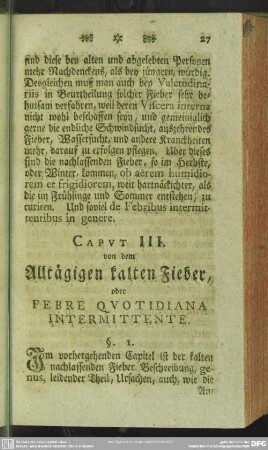 27
sind diese bey alten und abgelebten Personen
mehr Nachdenckens, als bey jüngern, würdig.
Desgleichen muß man auch bey Valetudina-
riis in Beurtheilung solcher Fieber sehr be-
hutsam verfahren, weil deren Viscera interna
nicht wohl beschaffen seyn, und gemeiniglich
gerne die endliche Schwindsucht, auszehrendes
Fieber, Wassersucht, und andere Kranckheiten
mehr, darauf zu erfolgen pflegen. Uber dieses
sind die nachlassenden Fieber, so im Herbste,
oder Winter, kommen, ob aerem humidio-
rem et frigidiorem, weit hartnäckichter, als
die im Frühlinge und Sommer entstehen, zu
curiren. Und soviel de Febribus intermit-
tentibus in genere.
CAPVT III.
von dem
Alltägigen kalten Fieber,
oder
FEBRE QVOTIDIANA
INTERMITTENTE.
§. 1.
Im vorhergehenden Capitel ist der kalten
nachlassenden Fieber Beschreibung, ge-
nus, leidender Theil, Ursachen, auch, wie die